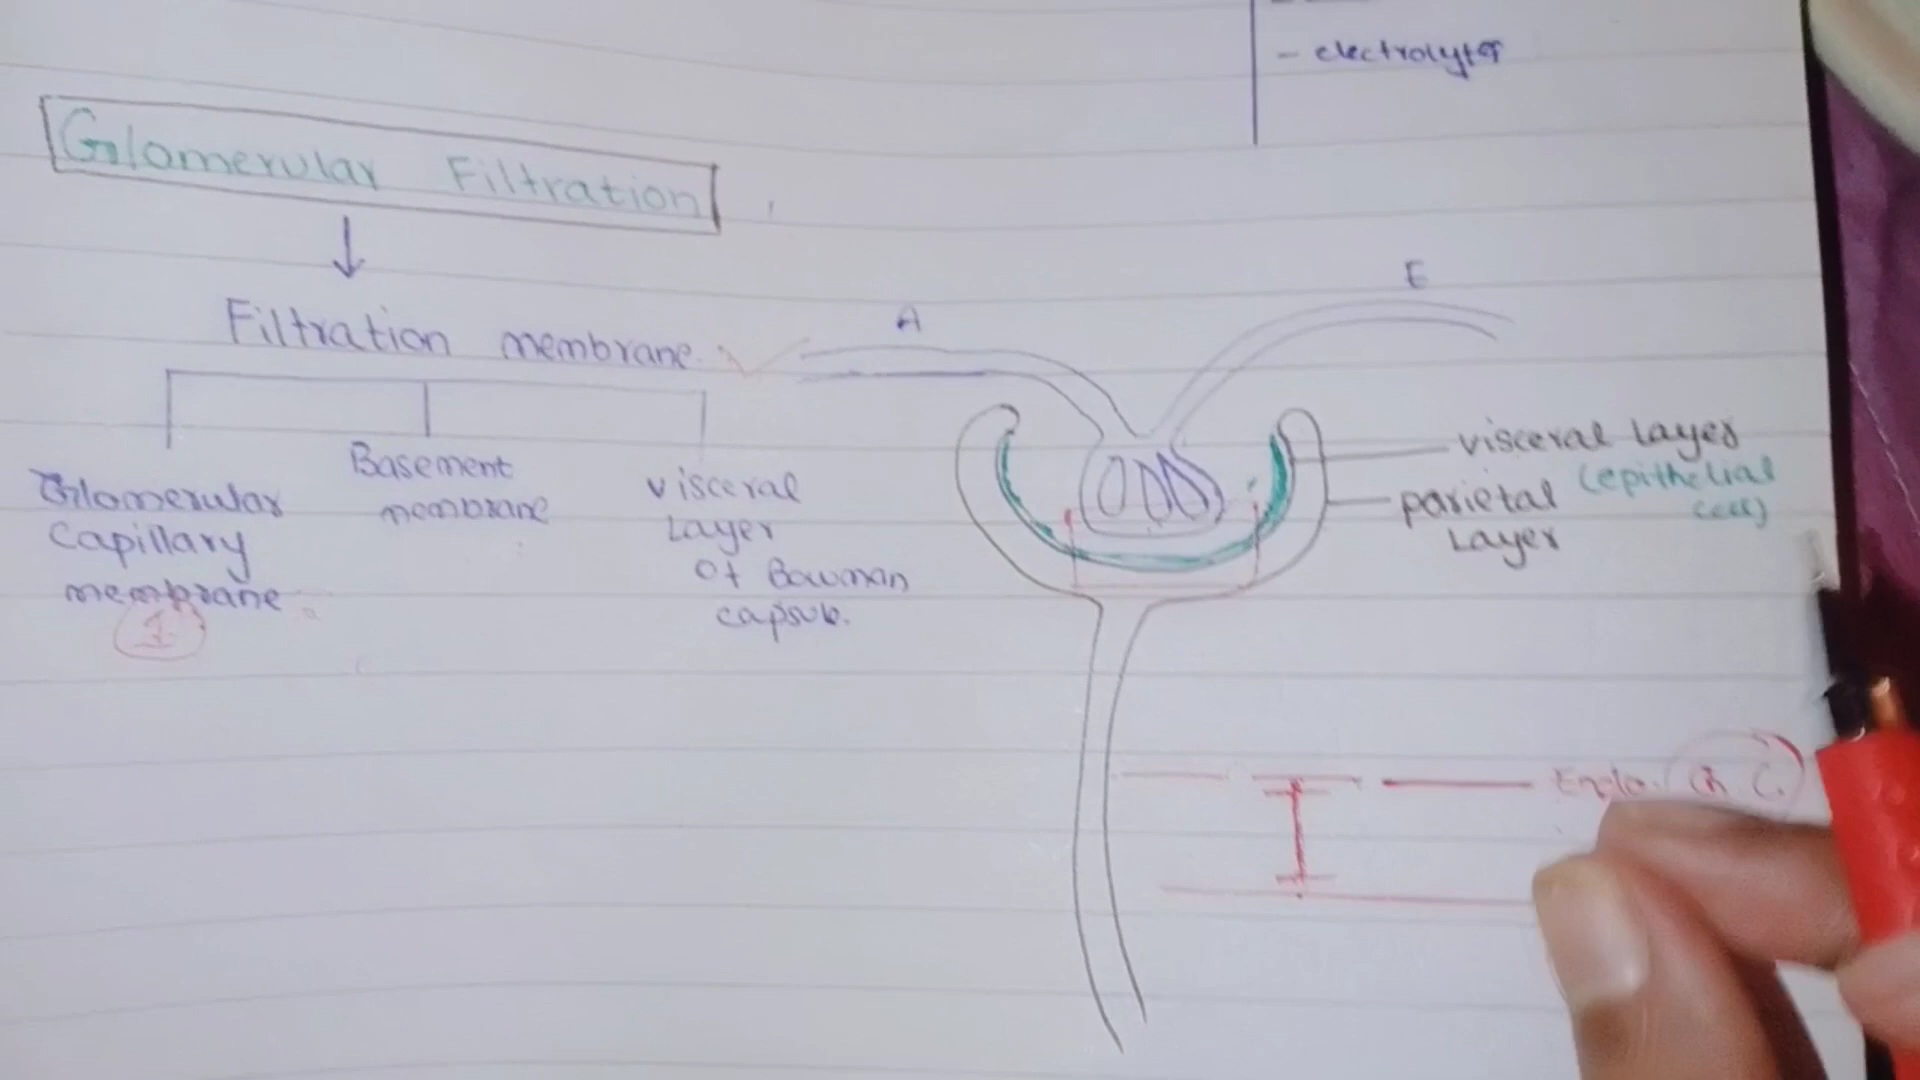 - electrolytes
Glomerular Filtration
Filtration membrane
Glomerular
Capillary
membrane
1.
Basement
membrane
visceral
Layer
Of Bowman
capsule.
A
E
visceral layer
(epithelial
cell)
parietal
Layer
Endo.